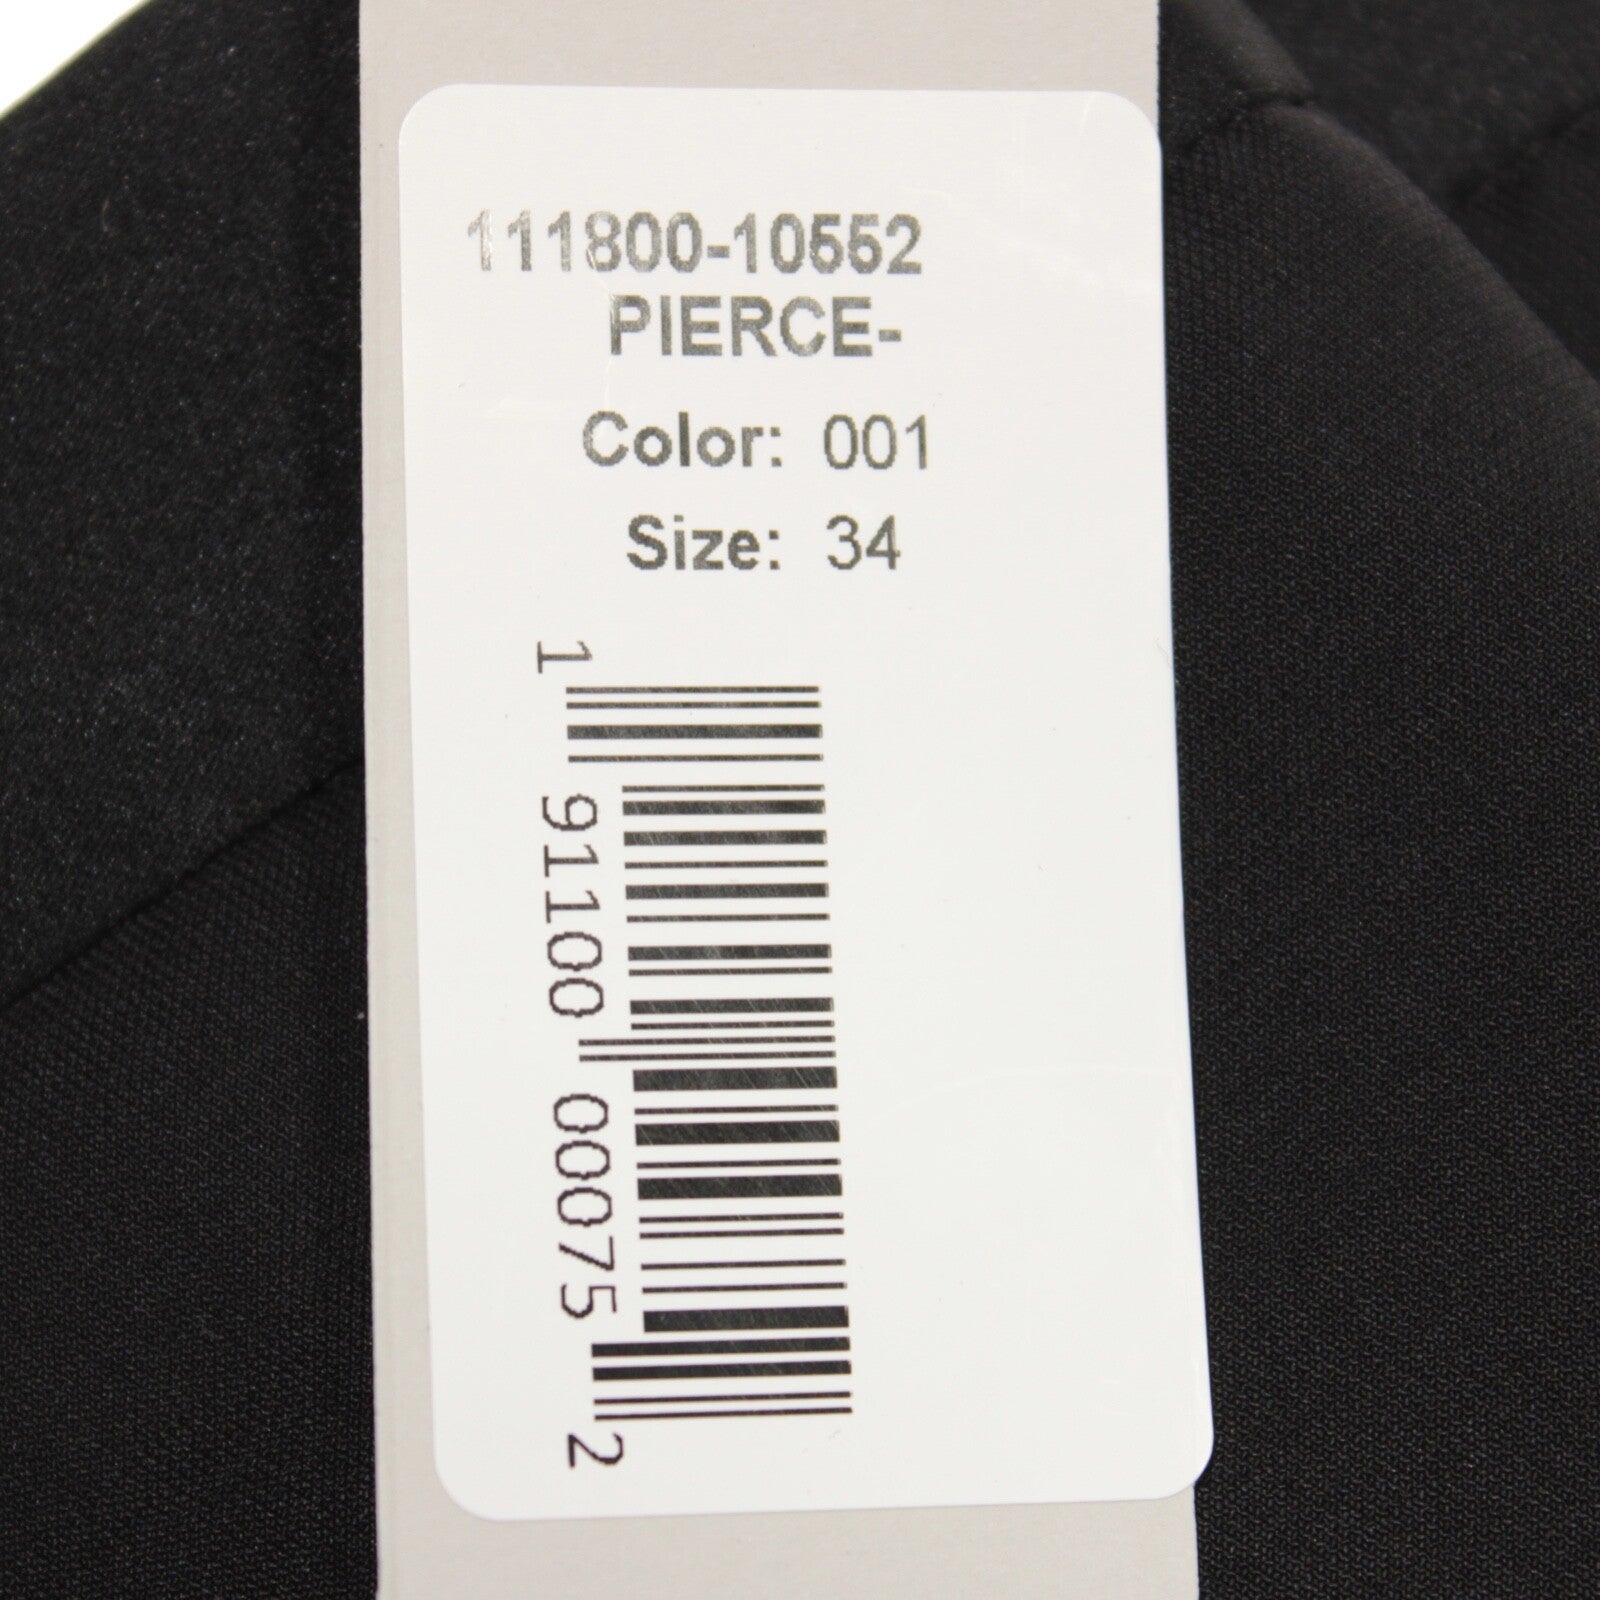 111800-10552
PIERCE-
Color: 001
Size: 34
1 91100 00075 2